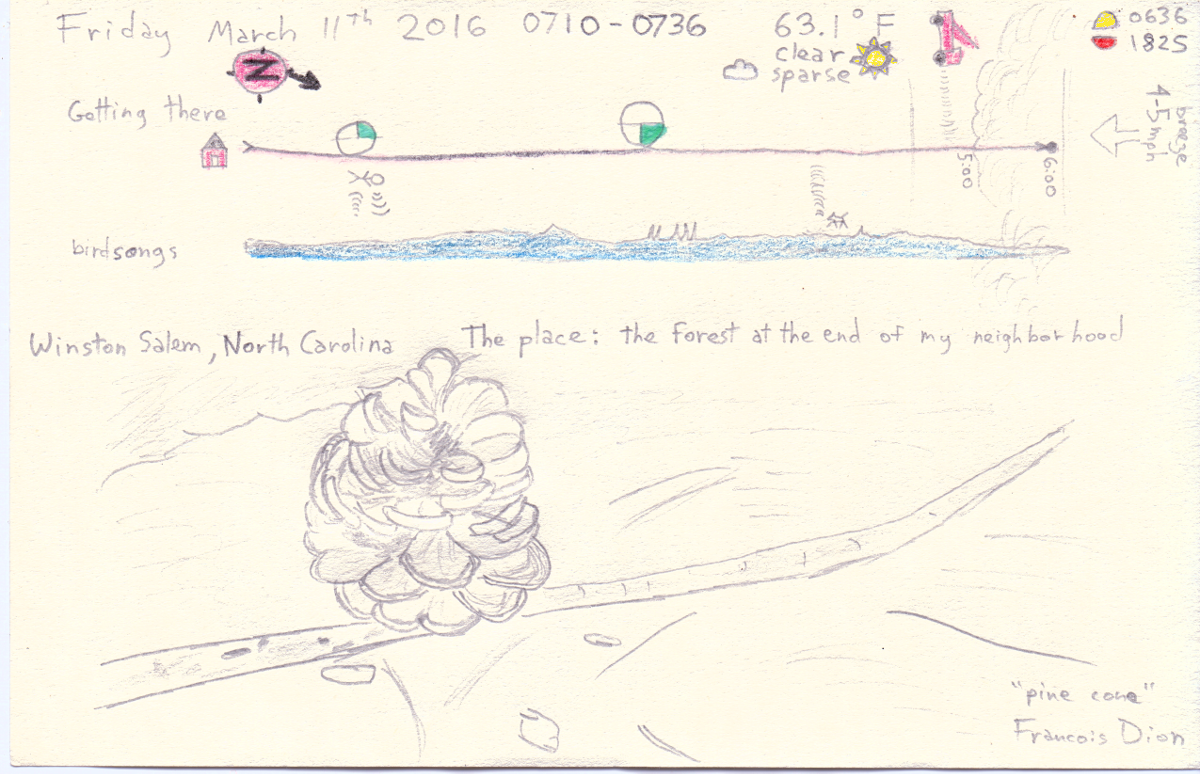 Friday March 11th 2016 0710-0736 63.1° F
clear
sparse
0636
1825
N
Getting there
4-5mph
breeze
5:00
6:00
birdsongs
Winston Salem, North Carolina
The place: the forest at the end of my neighborhood
"pine cone"
Francois Dion